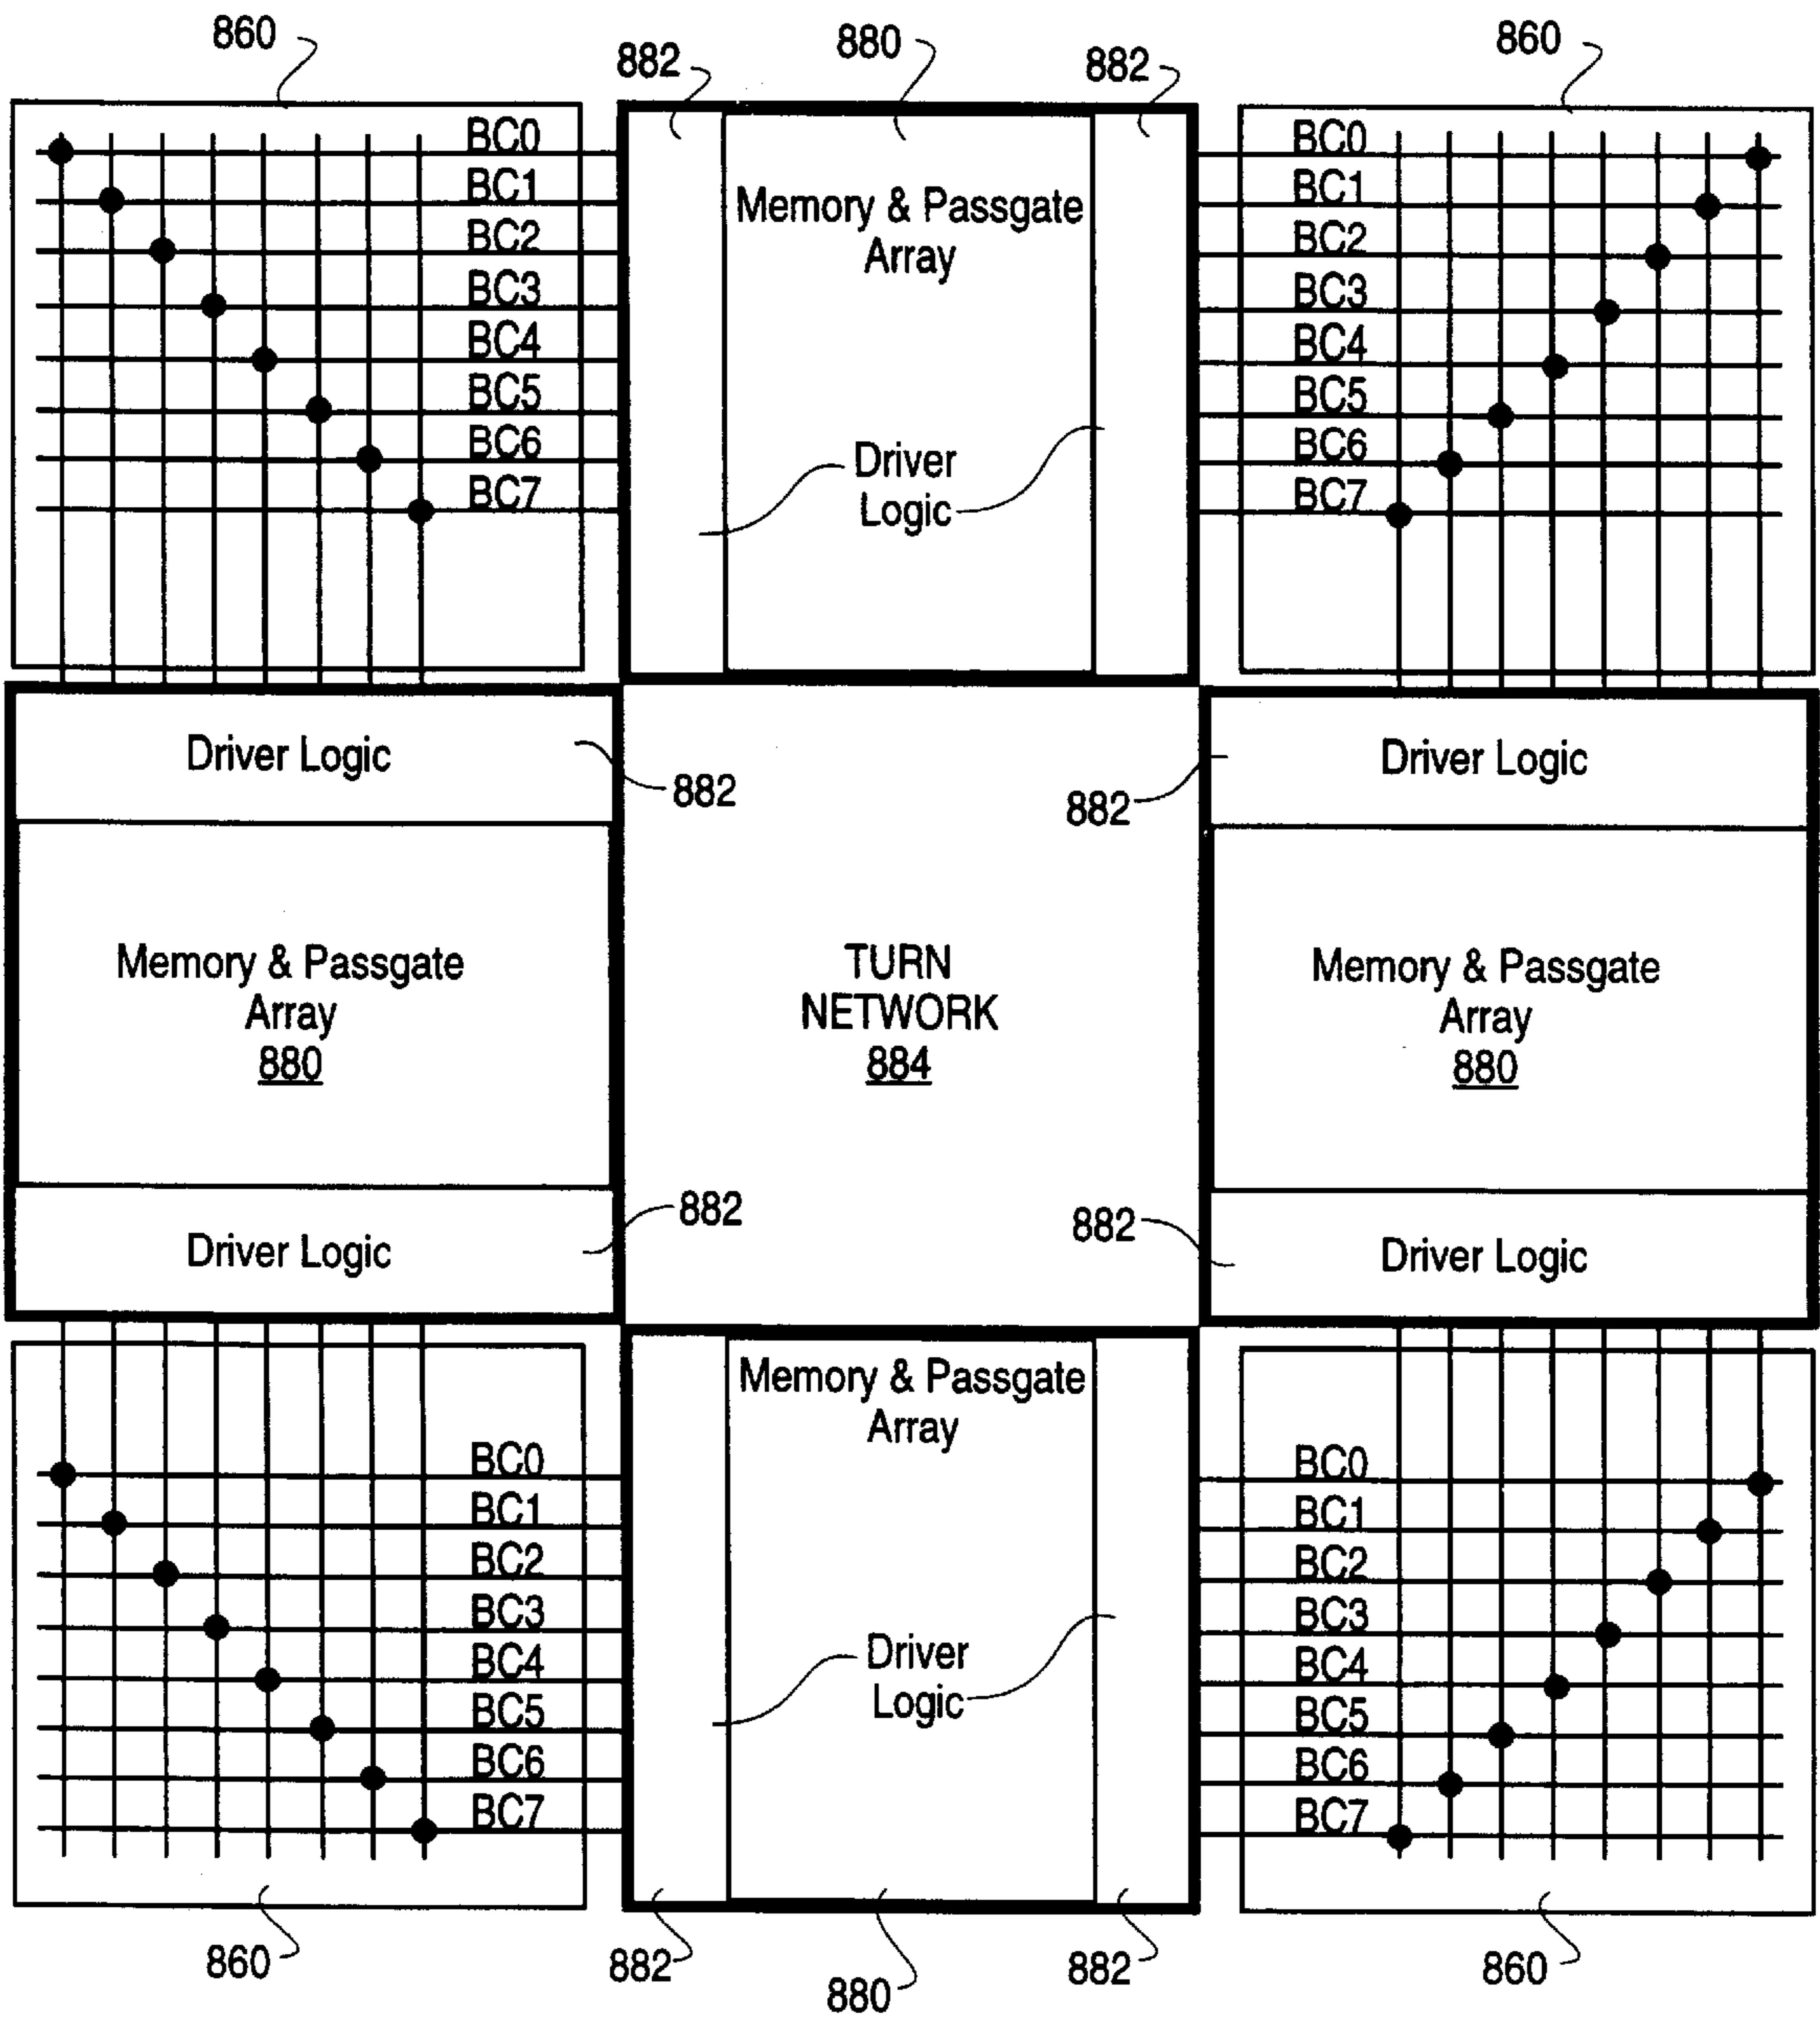 860
882
880
882
860
BC0
BC1
BC2
BC3
BC4
BC5
BC6
BC7
Memory & Passgate
Array
Driver
Logic
BC0
BC1
BC2
BC3
BC4
BC5
BC6
BC7
Driver Logic
882
882
Driver Logic
Memory & Passgate
Array
880
TURN
NETWORK
884
Memory & Passgate
Array
880
Driver Logic
882
882
Driver Logic
BC0
BC1
BC2
BC3
BC4
BC5
BC6
BC7
Memory & Passgate
Array
Driver
Logic
BC0
BC1
BC2
BC3
BC4
BC5
BC6
BC7
860
882
880
882
860